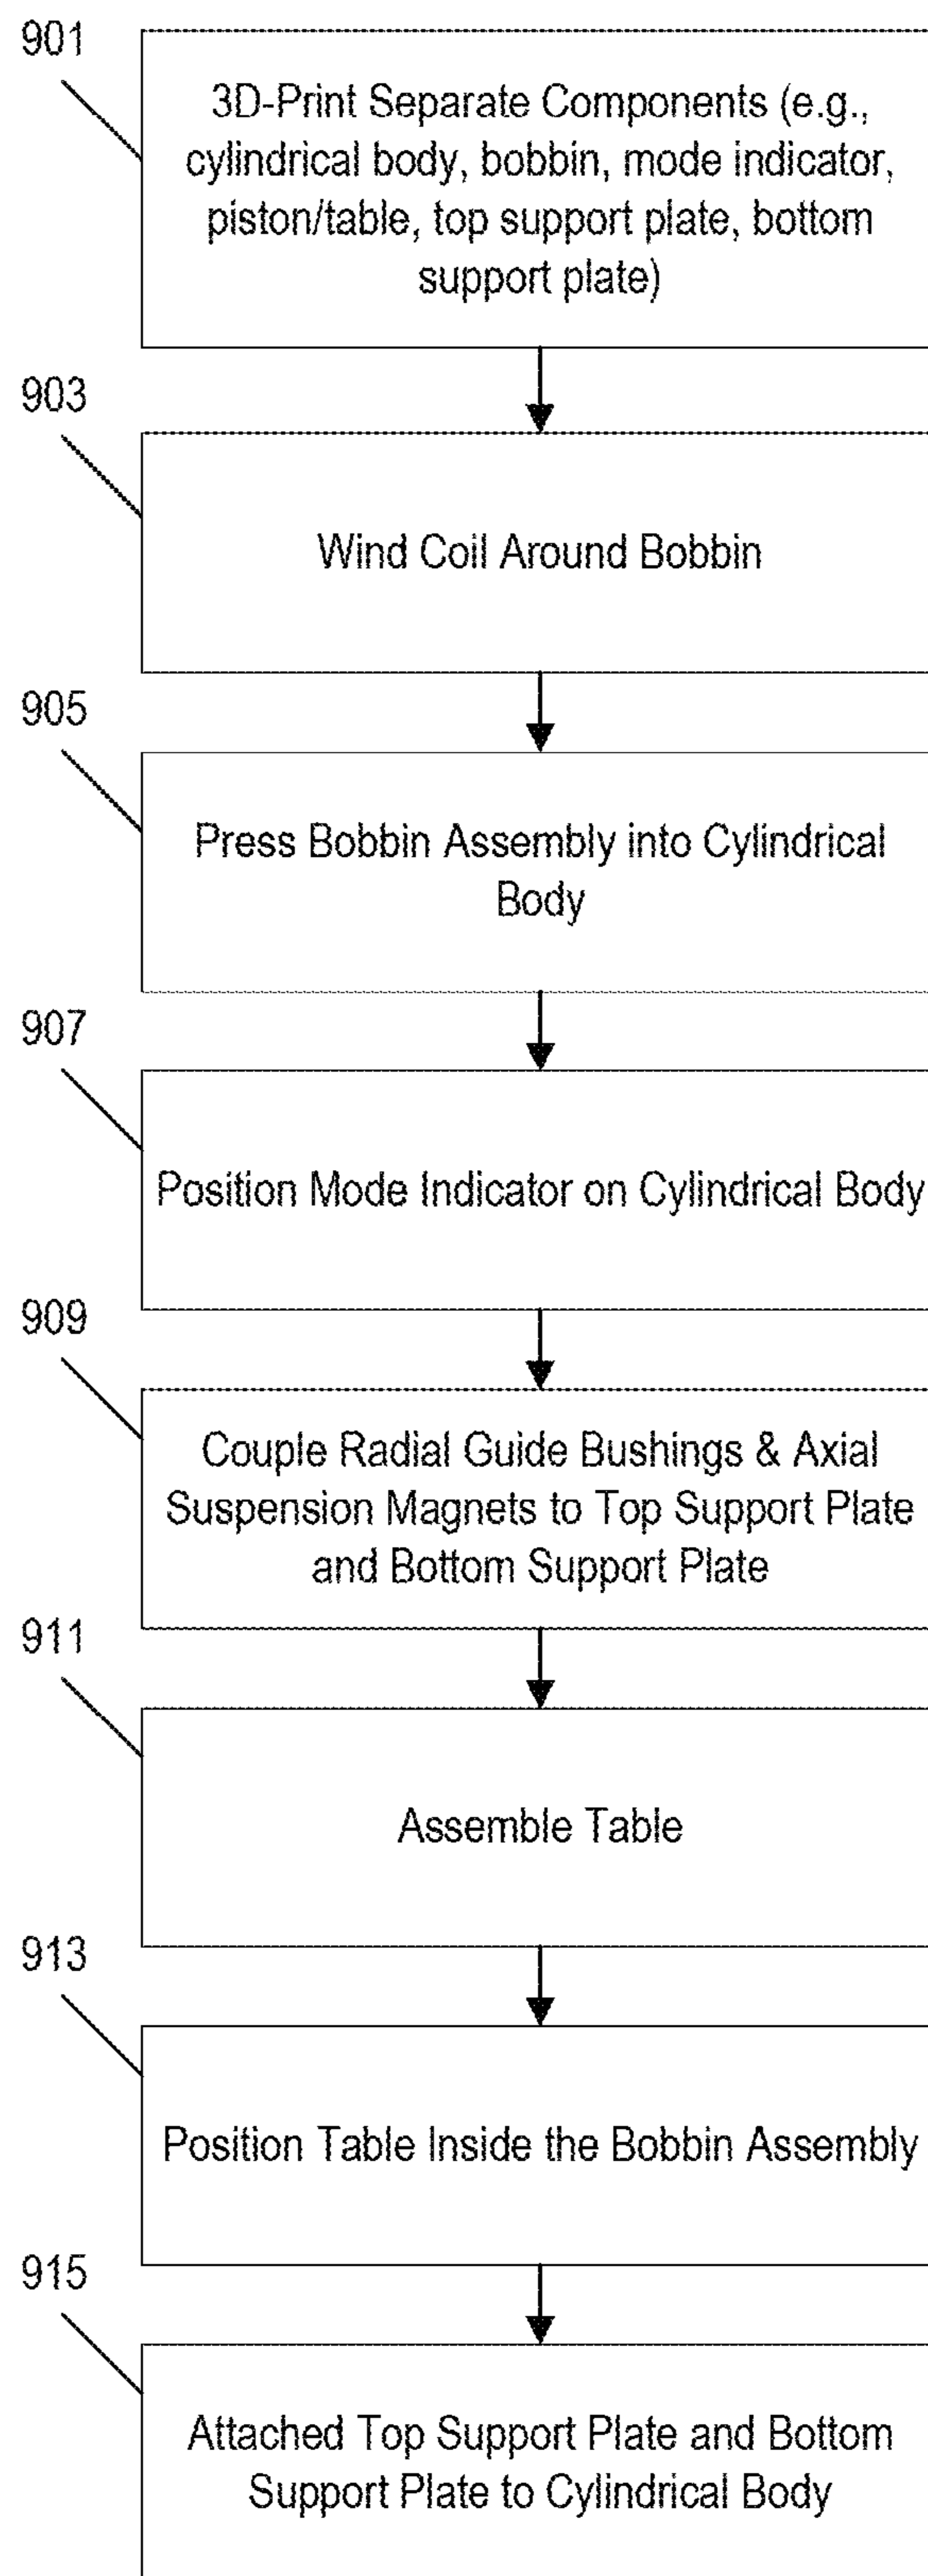 901
3D-Print Separate Components (e.g.,
cylindrical body, bobbin, mode indicator,
piston/table, top support plate, bottom
support plate)
903
Wind Coil Around Bobbin
905
Press Bobbin Assembly into Cylindrical
Body
907
Position Mode Indicator on Cylindrical Body
909
Couple Radial Guide Bushings & Axial
Suspension Magnets to Top Support Plate
and Bottom Support Plate
911
Assemble Table
913
Position Table Inside the Bobbin Assembly
915
Attached Top Support Plate and Bottom
Support Plate to Cylindrical Body